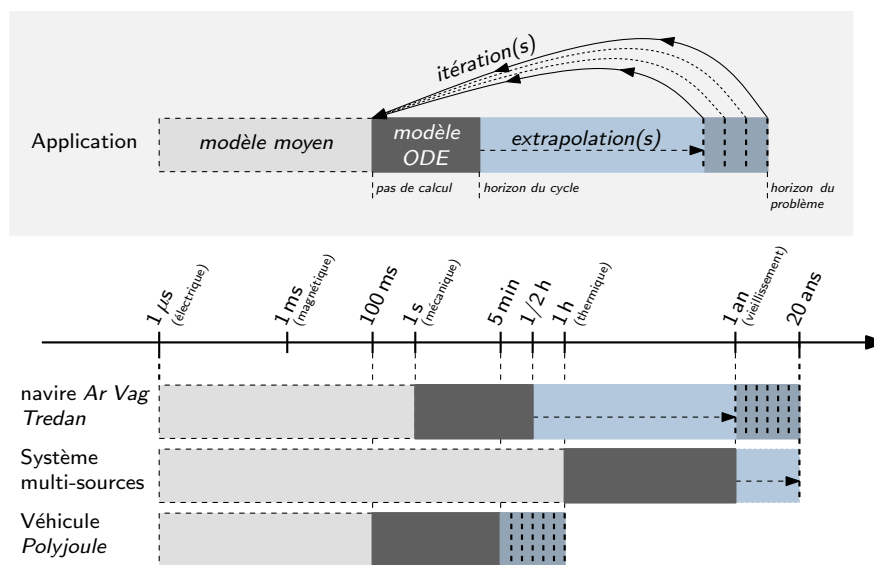 itération(s)
Application
modèle moyen
modèle
ODE
extrapolation(s)
pas de calcul
horizon du cycle
horizon du
problème
1 µs
(électrique)
1 ms
(magnétique)
100 ms
1 s
(mécanique)
5 min
1/2 h
1 h
(thermique)
1 an
(vieillissement)
20 ans
navire Ar Vag
Tredan
Système
multi-sources
Véhicule
Polyjoule